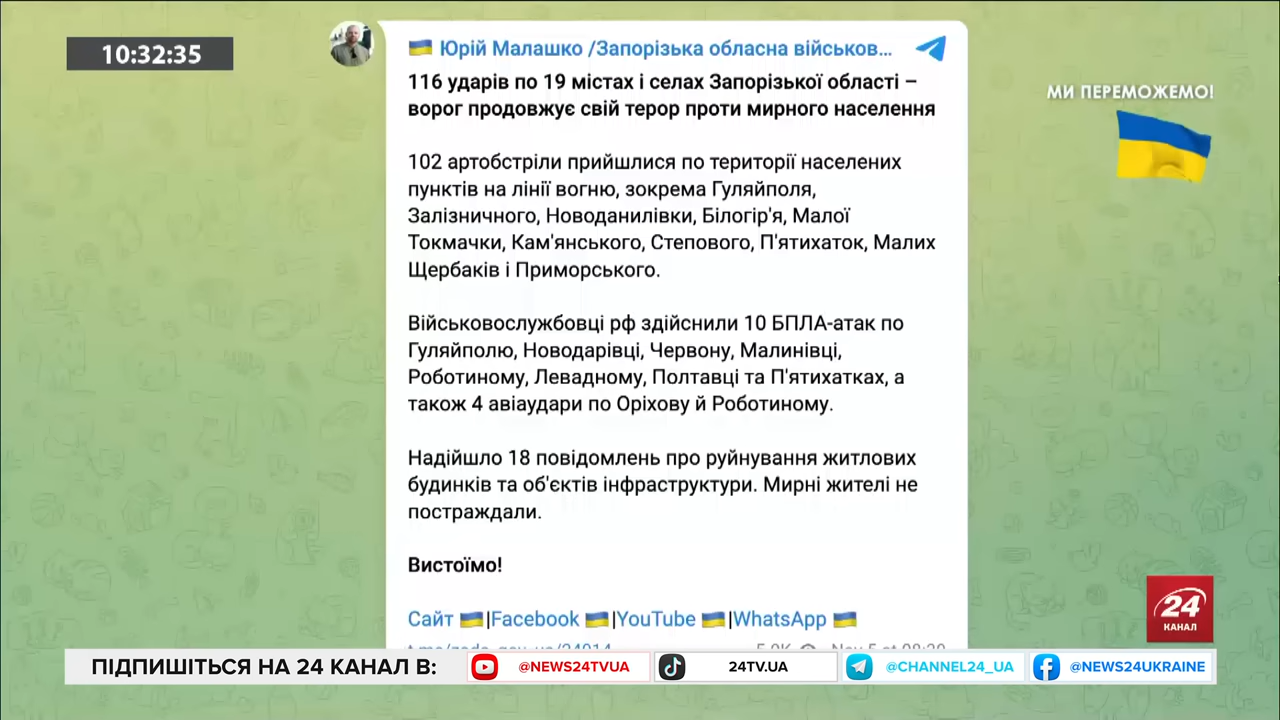 10:32:35
Юрій Малашко /Запорізька обласна військов...
116 ударів по 19 містах і селах Запорізької області –
ворог продовжує свій терор проти мирного населення
МИ ПЕРЕМОЖЕМО!
102 артобстріли прийшлися по території населених
пунктів на лінії вогню, зокрема Гуляйполя,
Залізничного, Новоданилівки, Білогір'я, Малої
Токмачки, Кам'янського, Степового, П'ятихаток, Малих
Щербаків і Приморського.
Військовослужбовці рф здійснили 10 БПЛА-атак по
Гуляйполю, Новодарівці, Червону, Малинівці,
Роботиному, Левадному, Полтавці та П'ятихатках, а
також 4 авіаудари по Оріхову й Роботиному.
Надійшло 18 повідомлень про руйнування житлових
будинків та об'єктів інфраструктури. Мирні жителі не
постраждали.
Вистоїмо!
Сайт |Facebook |YouTube |WhatsApp
24
КАНАЛ
ПІДПИШІТЬСЯ НА 24 КАНАЛ В: @NEWS24TVUA 24TV.UA @CHANNEL24_UA @NEWS24UKRAINE